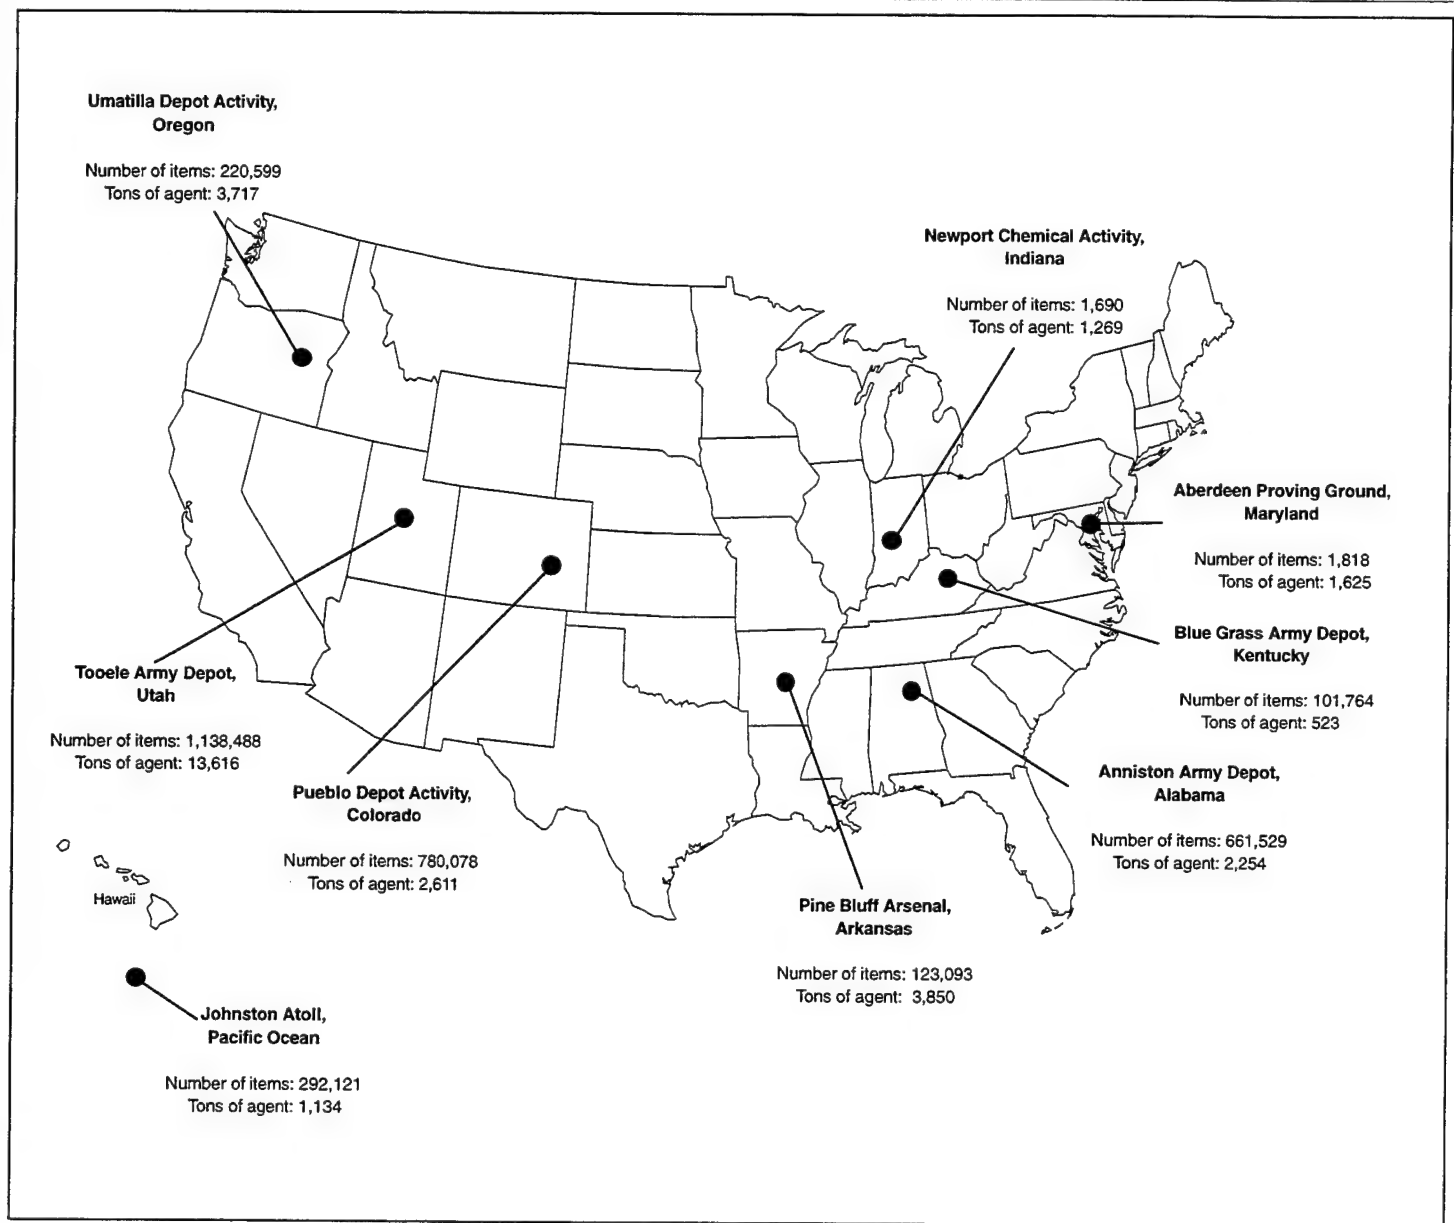 Umatilla Depot Activity,
Oregon
Number of items: 220,599
Tons of agent: 3,717
Newport Chemical Activity,
Indiana
Number of items: 1,690
Tons of agent: 1,269
Aberdeen Proving Ground,
Maryland
Number of items: 1,818
Tons of agent: 1,625
Blue Grass Army Depot,
Kentucky
Number of items: 101,764
Tons of agent: 523
Tooele Army Depot,
Utah
Number of items: 1,138,488
Tons of agent: 13,616
Pueblo Depot Activity,
Colorado
Number of items: 780,078
Tons of agent: 2,611
Anniston Army Depot,
Alabama
Number of items: 661,529
Tons of agent: 2,254
Pine Bluff Arsenal,
Arkansas
Number of items: 123,093
Tons of agent: 3,850
Hawaii
Johnston Atoll,
Pacific Ocean
Number of items: 292,121
Tons of agent: 1,134